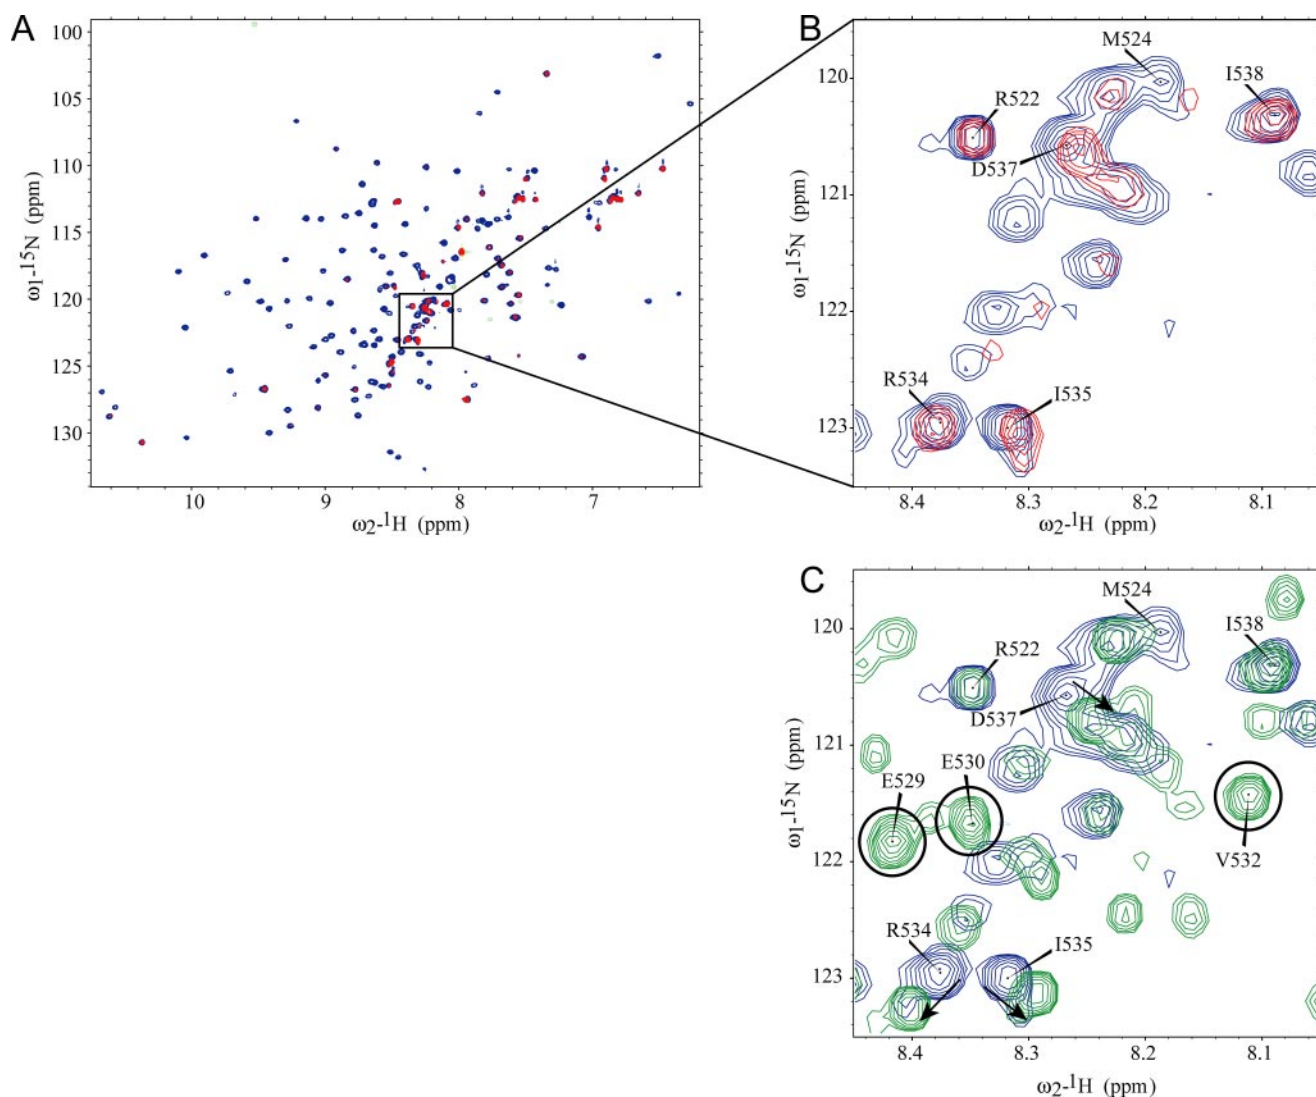 A
B
C
99
105
110
115
120
125
130
10
9
8
7
ω1-15N (ppm)
ω2-1H (ppm)
M524
I538
R522
D537
R534
I535
120
121
122
123
8.4
8.3
8.2
8.1
ω1-15N (ppm)
ω2-1H (ppm)
M524
I538
R522
D537
E530
E529
V532
R534
I535
120
121
122
123
8.4
8.3
8.2
8.1
ω1-15N (ppm)
ω2-1H (ppm)